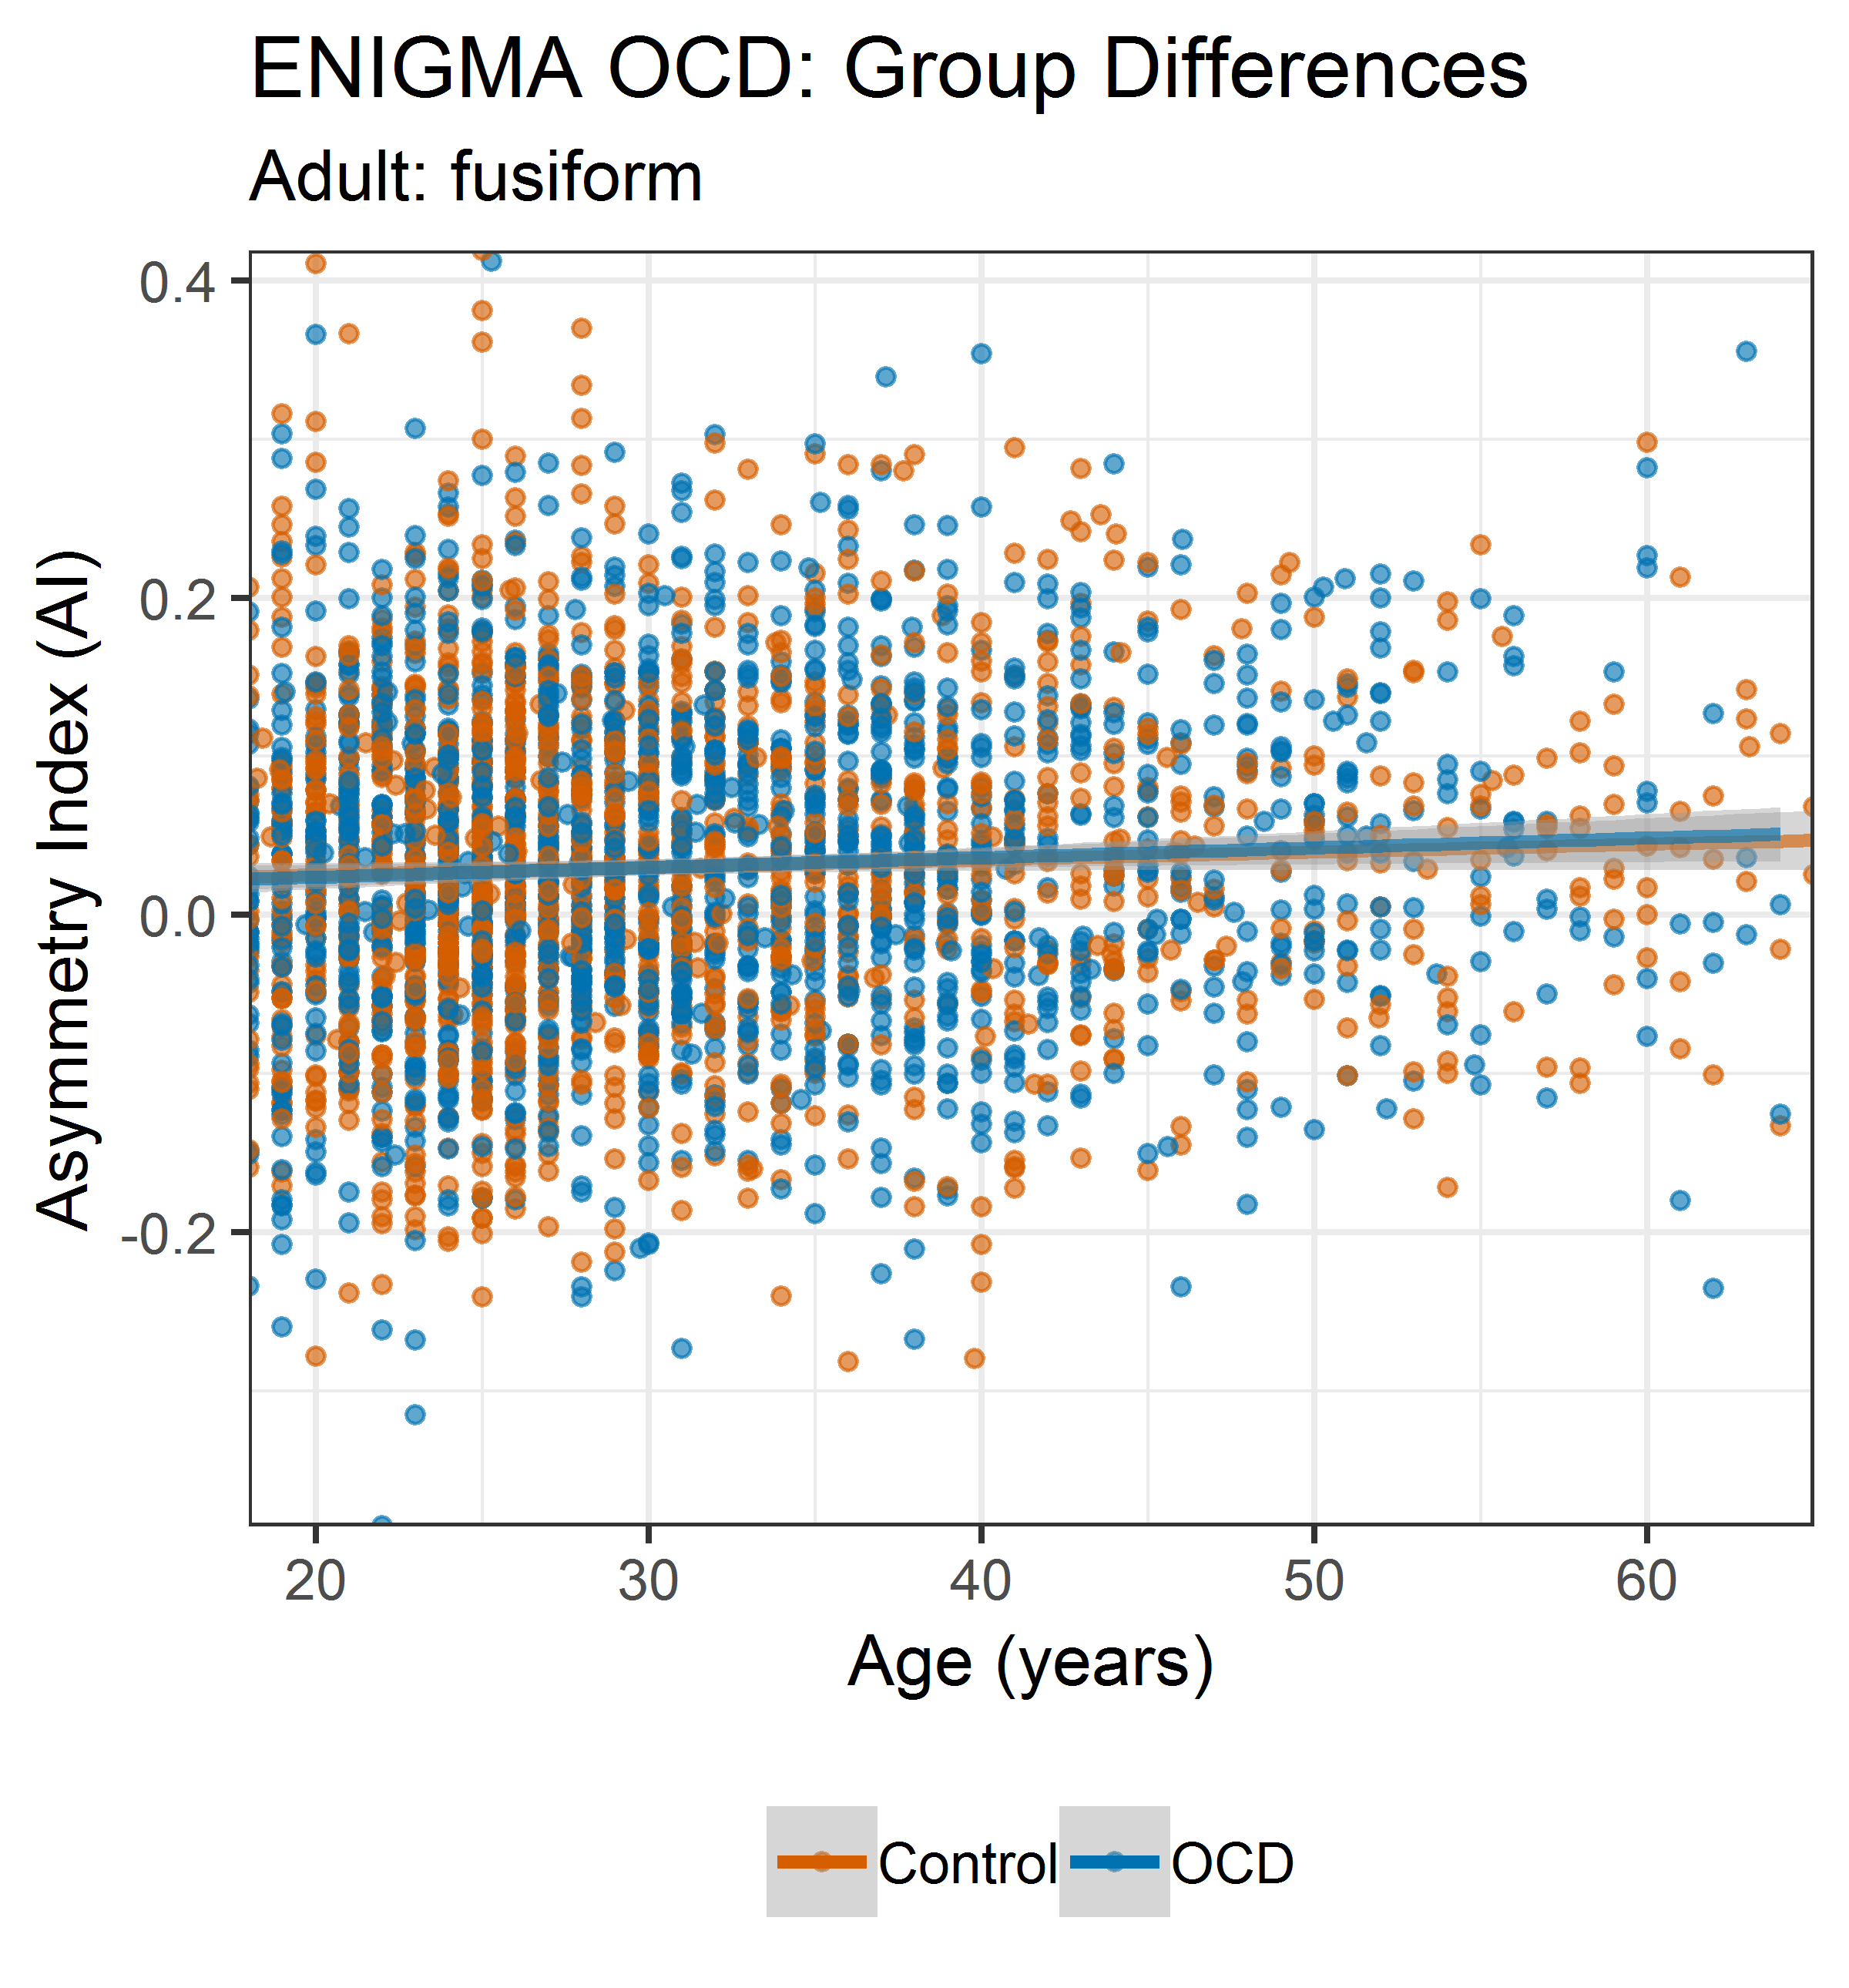 ENIGMA OCD: Group Differences
Adult: fusiform
Asymmetry Index (AI)
0.4
0.2
0.0
-0.2
20 30 40 50 60
Age (years)
Control OCD